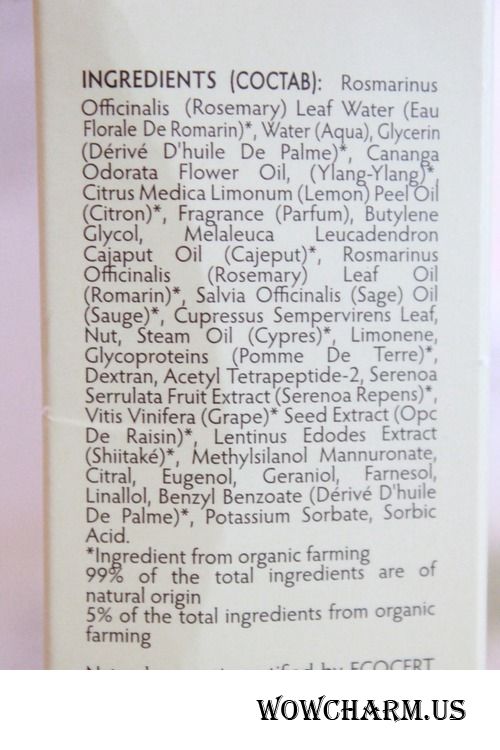 INGREDIENTS (СОСТАВ): Rosmarinus
Officinalis (Rosemary) Leaf Water (Eau
Florale De Romarin)*, Water (Aqua), Glycerin
(Dérivé D'huile De Palme)*, Cananga
Odorata Flower Oil, (Ylang-Ylang)*,
Citrus Medica Limonum (Lemon) Peel Oil
(Citron)*, Fragrance (Parfum), Butylene
Glycol, Melaleuca Leucadendron
Cajaput Oil (Cajeput)*, Rosmarinus
Officinalis (Rosemary) Leaf Oil
(Romarin)*, Salvia Officinalis (Sage) Oil
(Sauge)*, Cupressus Sempervirens Leaf,
Nut, Steam Oil (Cypres)*, Limonene,
Glycoproteins (Pomme De Terre)*,
Dextran, Acetyl Tetrapeptide-2, Serenoa
Serrulata Fruit Extract (Serenoa Repens)*,
Vitis Vinifera (Grape)* Seed Extract (Opc
De Raisin)*, Lentinus Edodes Extract
(Shiitaké)*, Methylsilanol Mannuronate,
Citral, Eugenol, Geraniol, Farnesol,
Linallol, Benzyl Benzoate (Dérivé D'huile
De Palme)*, Potassium Sorbate, Sorbic
Acid.
*Ingredient from organic farming
99% of the total ingredients are of
natural origin
5% of the total ingredients from organic
farming
by ECOCERT
WOWCHARM.US